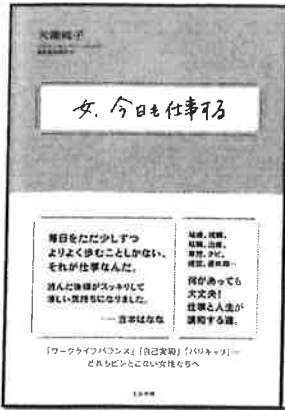 大瀧純子
女、今日も仕事する
毎日をただ少しずつ
よりよく歩むことしかない、
それが仕事なんだ。
読んだ後頭がスッキリして
清しい気持ちになりました。
── 吉本ばなな
何があっても
大丈夫!
仕事と人生が
調和する道。
「ワークライフバランス」「自己実現」「バリキャリ」…
どれもピンとこない女性たちへ